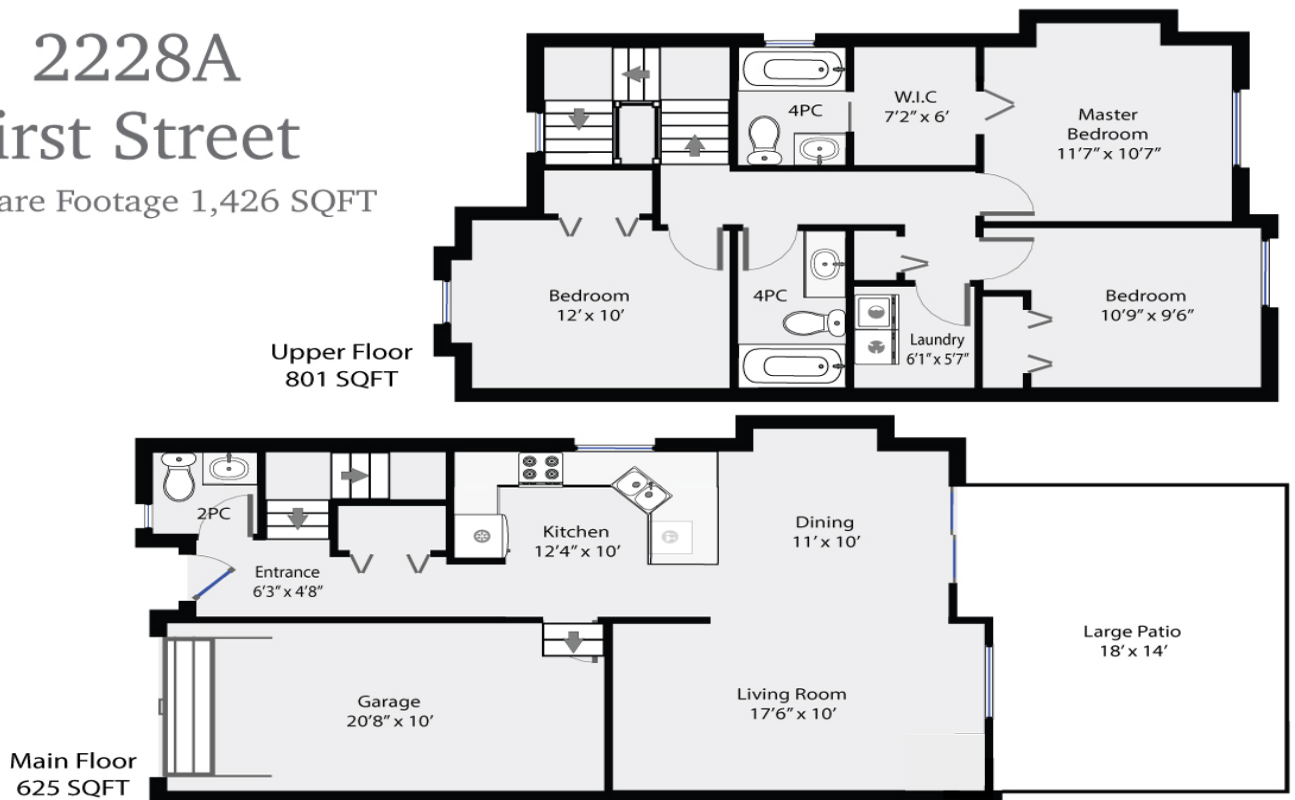 2228A
irst Street
are Footage 1,426 SQFT
4PC
W.I.C
7’2” x 6’
Master
Bedroom
11’7” x 10’7”
Bedroom
12’ x 10’
4PC
Laundry
6’1” x 5’7”
Bedroom
10’9” x 9’6”
Upper Floor
801 SQFT
2PC
Entrance
6’3” x 4’8”
Kitchen
12’4” x 10’
Dining
11’ x 10’
Large Patio
18’ x 14’
Garage
20’8” x 10’
Living Room
17’6” x 10’
Main Floor
625 SQFT